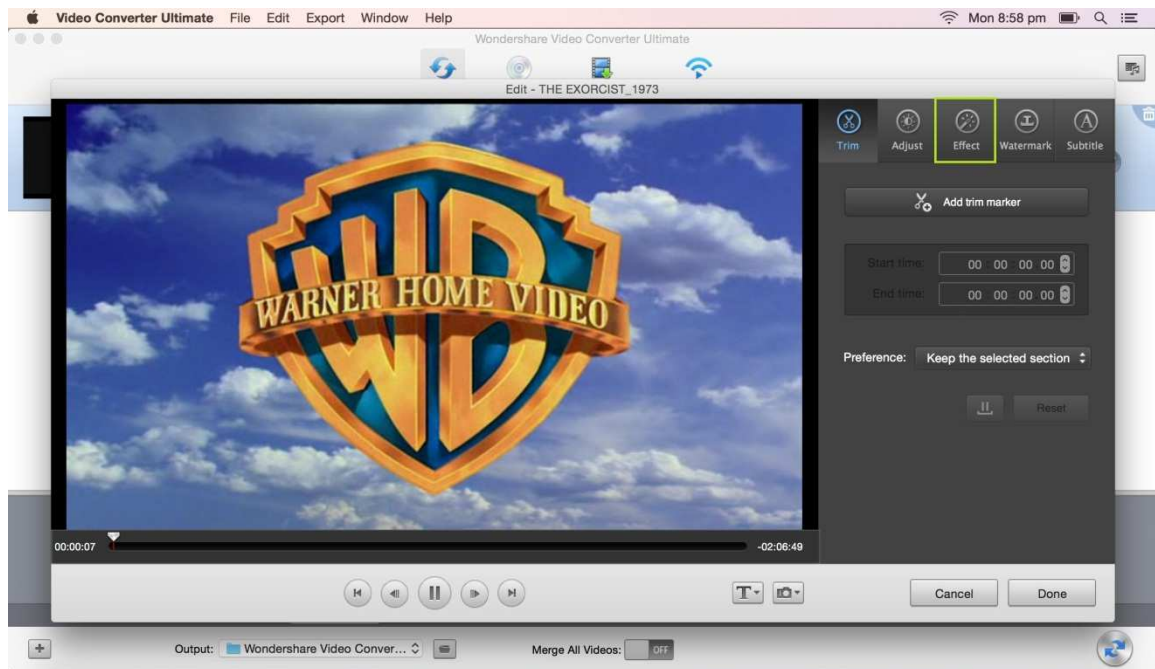 Video Converter Ultimate File Edit Export Window Help Mon 8:58 pm
Wondershare Video Converter Ultimate
Edit - THE EXORCIST_1973
Trim Adjust Effect Watermark Subtitle
Add trim marker
Start time: 00 00 00 00
End time: 00 00 00 00
WARNER HOME VIDEO
Preference: Keep the selected section
Reset
00:00:07 -02:06:49
T
Cancel Done
Output: Wondershare Video Conver... Merge All Videos: OFF